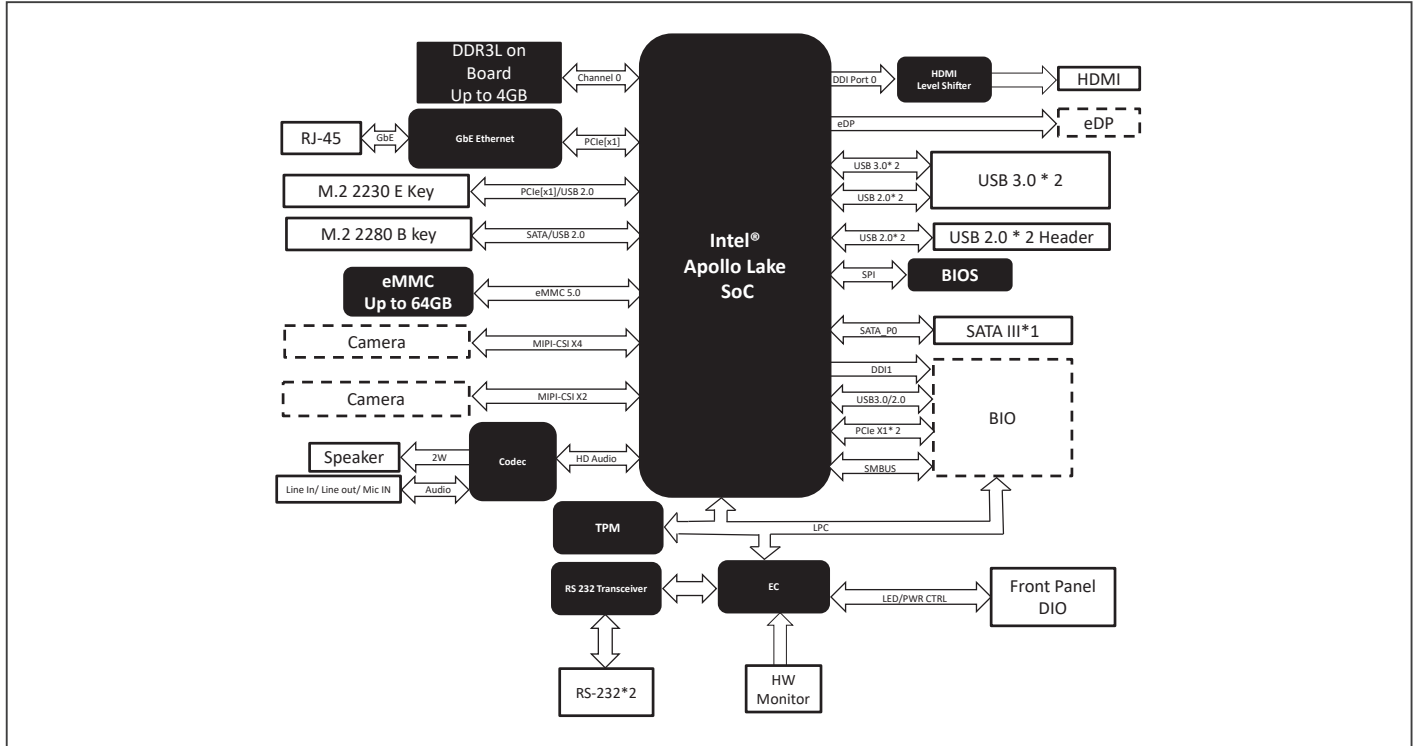 DDR3L on
Board
Up to 4GB
Channel 0
RJ-45
GbE
GbE Ethernet
PCIe[x1]
M.2 2230 E Key
PCIe[x1]/USB 2.0
M.2 2280 B key
SATA/USB 2.0
eMMC
Up to 64GB
eMMC 5.0
Camera
MIPI-CSI X4
Camera
MIPI-CSI X2
Speaker
2W
Codec
HD Audio
Line In/ Line out/ Mic IN
Audio
Intel®
Apollo Lake
SoC
DDI Port 0
HDMI
Level Shifter
HDMI
eDP
eDP
USB 3.0* 2
USB 2.0* 2
USB 3.0 * 2
USB 2.0* 2
USB 2.0 * 2 Header
SPI
BIOS
SATA_P0
SATA III*1
DDI1
USB3.0/2.0
PCIe X1* 2
SMBUS
BIO
TPM
LPC
RS 232 Transceiver
EC
LED/PWR CTRL
Front Panel
DIO
RS-232*2
HW
Monitor